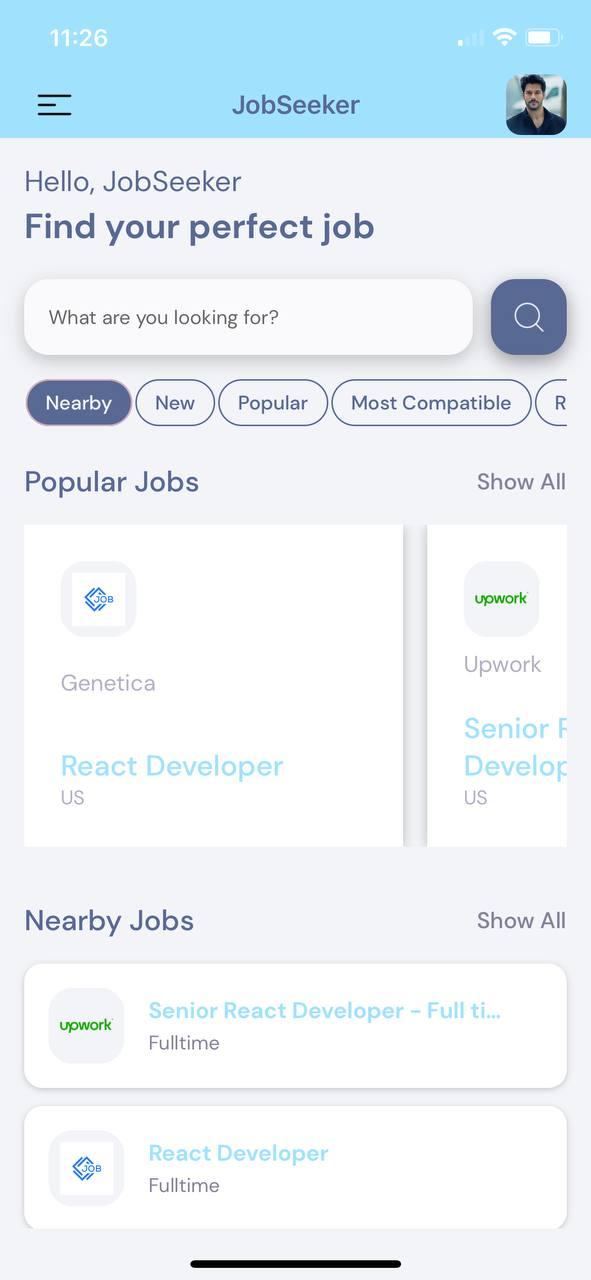 11:26
JobSeeker
Hello, JobSeeker
Find your perfect job
What are you looking for?
Nearby
New
Popular
Most Compatible
R
Popular Jobs
Show All
JOB
Genetica
React Developer
US
upwork
Upwork
Senior R
Develop
US
Nearby Jobs
Show All
upwork
Senior React Developer - Full ti...
Fulltime
JOB
React Developer
Fulltime